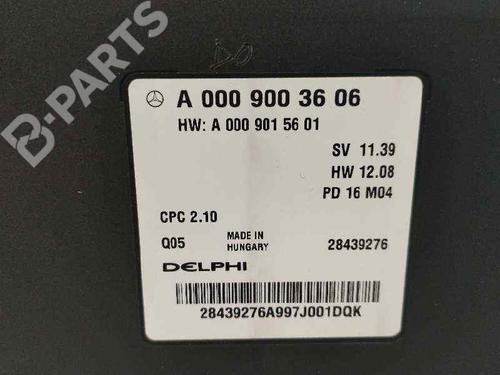 B-PARTS
DO
A 000 900 36 06
HW: A 000 901 56 01
SV 11.39
HW 12.08
PD 16 M04
CPC 2.10
Q05
MADE IN
HUNGARY
28439276
DELPHI
28439276A997J001DQK